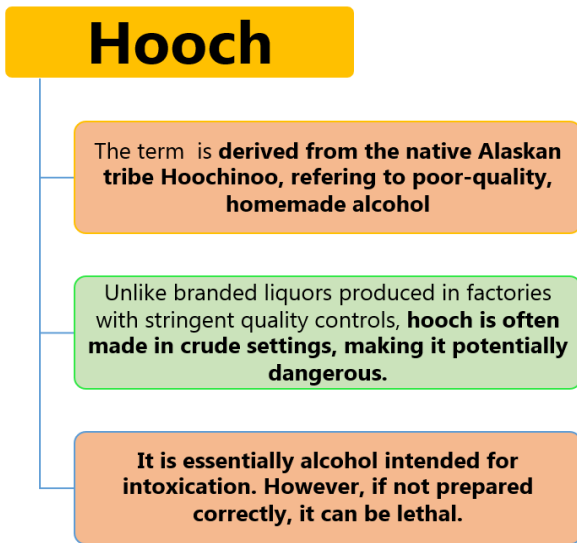 Hooch
The term  is derived from the native Alaskan
tribe Hoochinoo, refering to poor-quality,
homemade alcohol
Unlike branded liquors produced in factories
with stringent quality controls, hooch is often
made in crude settings, making it potentially
dangerous.
It is essentially alcohol intended for
intoxication. However, if not prepared
correctly, it can be lethal.